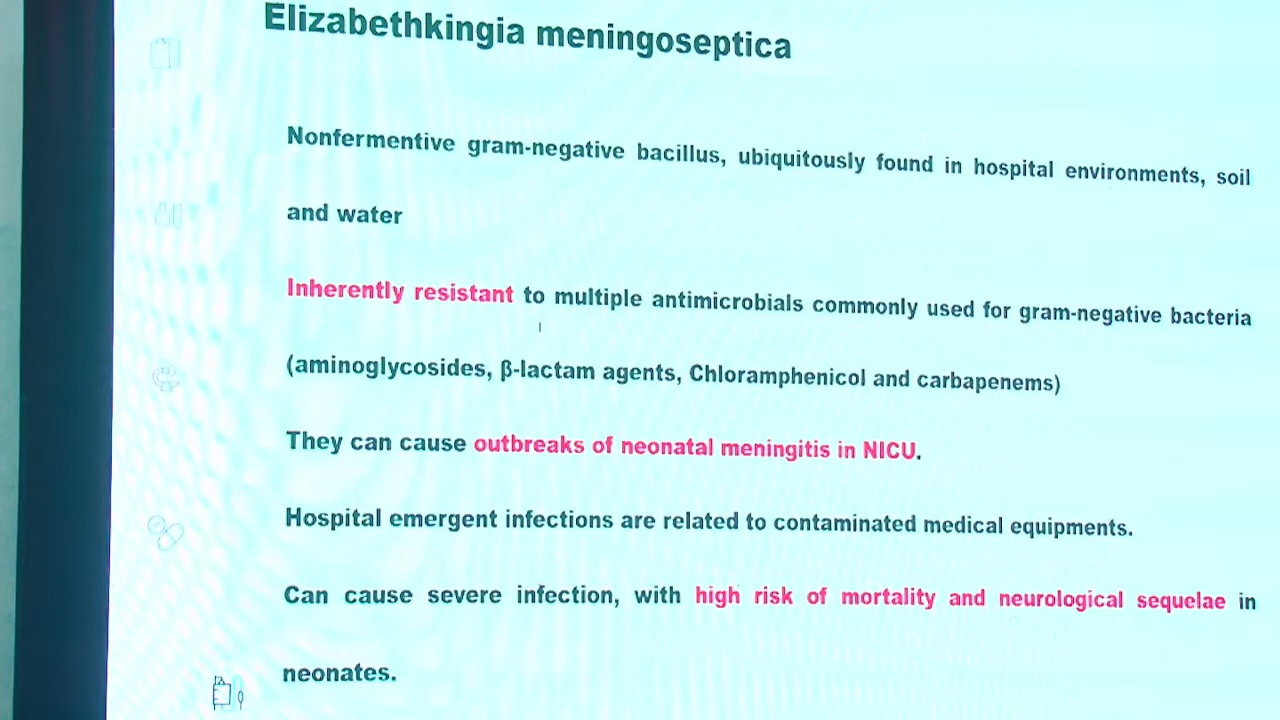 Elizabethkingia meningoseptica
Nonfermentive gram-negative bacillus, ubiquitously found in hospital environments, soil
and water
Inherently resistant to multiple antimicrobials commonly used for gram-negative bacteria
(aminoglycosides, β-lactam agents, Chloramphenicol and carbapenems)
They can cause outbreaks of neonatal meningitis in NICU.
Hospital emergent infections are related to contaminated medical equipments.
Can cause severe infection, with high risk of mortality and neurological sequelae in
neonates.